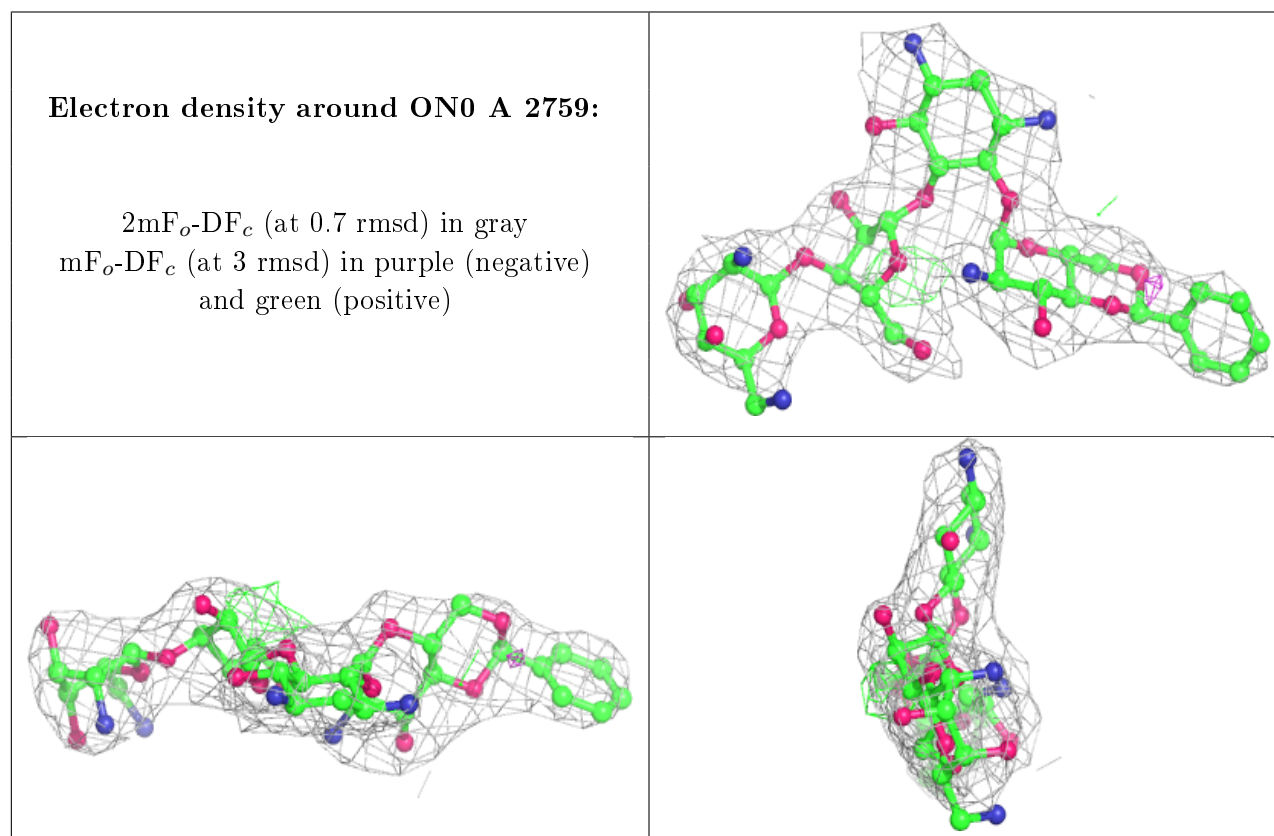 Electron density around ON0 A 2759:
2mFₒ-DF𝒸 (at 0.7 rmsd) in gray
mFₒ-DF𝒸 (at 3 rmsd) in purple (negative)
and green (positive)